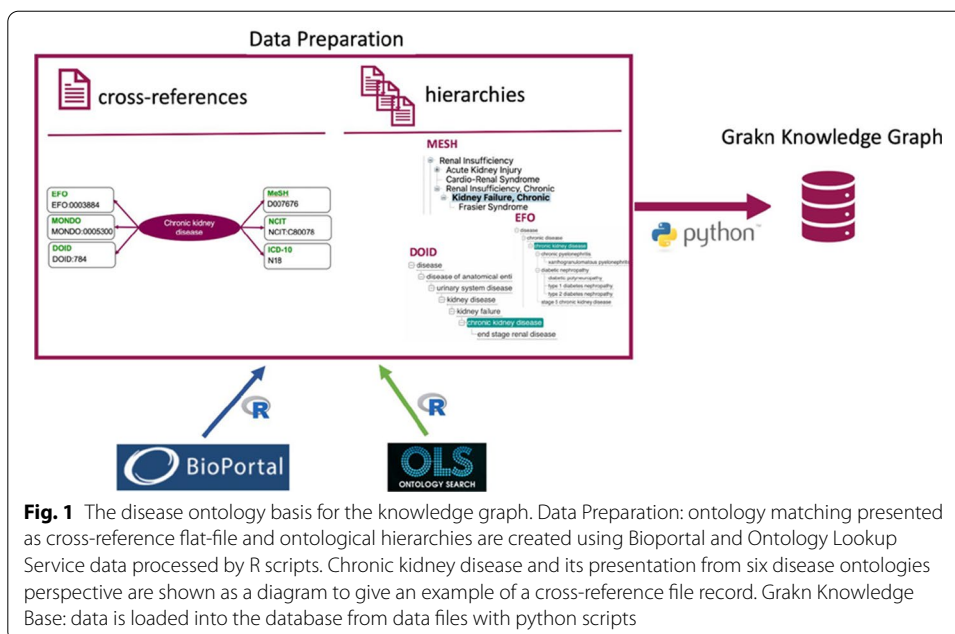 Data Preparation
cross-references
hierarchies
EFO
EFO:0003884
MONDO
MONDO:0005300
DOID
DOID:784
Chronic kidney
disease
MeSH
D007676
NCIT
NCIT:C80078
ICD-10
N18
MESH
Renal Insufficiency
Acute Kidney Injury
Cardio-Renal Syndrome
Renal Insufficiency, Chronic
Kidney Failure, Chronic
Frasier Syndrome
EFO
disease
chronic disease
chronic kidney disease
chronic pyelonephritis
xanthogranulomatous pyelonephritis
diabetic nephropathy
diabetic polyneuropathy
type 1 diabetes nephropathy
type 2 diabetes nephropathy
stage 5 chronic kidney disease
DOID
disease
disease of anatomical enti
urinary system disease
kidney disease
kidney failure
chronic kidney disease
end stage renal disease
Grakn Knowledge Graph
python™
R
R
BioPortal
OLS
ONTOLOGY SEARCH
Fig. 1 The disease ontology basis for the knowledge graph. Data Preparation: ontology matching presented
as cross-reference flat-file and ontological hierarchies are created using Bioportal and Ontology Lookup
Service data processed by R scripts. Chronic kidney disease and its presentation from six disease ontologies
perspective are shown as a diagram to give an example of a cross-reference file record. Grakn Knowledge
Base: data is loaded into the database from data files with python scripts